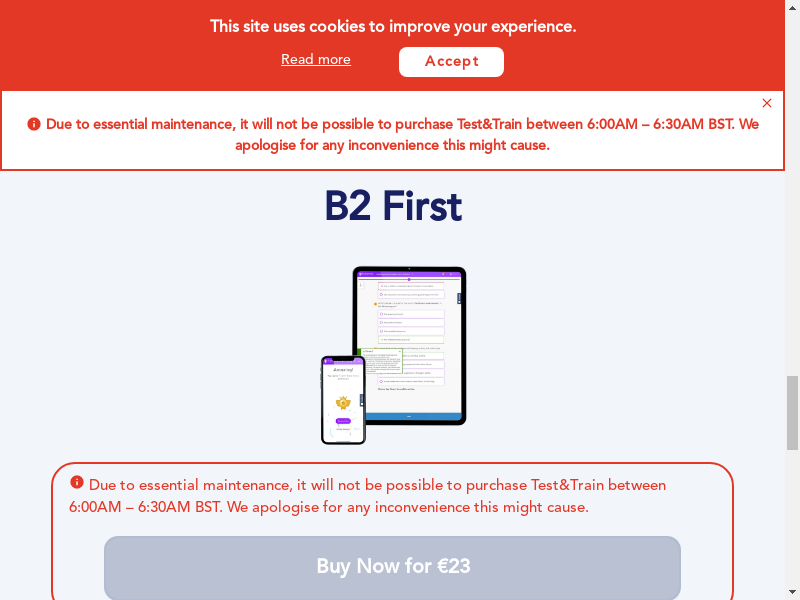 This site uses cookies to improve your experience.
Read more
Accept
Due to essential maintenance, it will not be possible to purchase Test&Train between 6:00AM – 6:30AM BST. We
apologise for any inconvenience this might cause.
B2 First
Due to essential maintenance, it will not be possible to purchase Test&Train between
6:00AM – 6:30AM BST. We apologise for any inconvenience this might cause.
Buy Now for €23